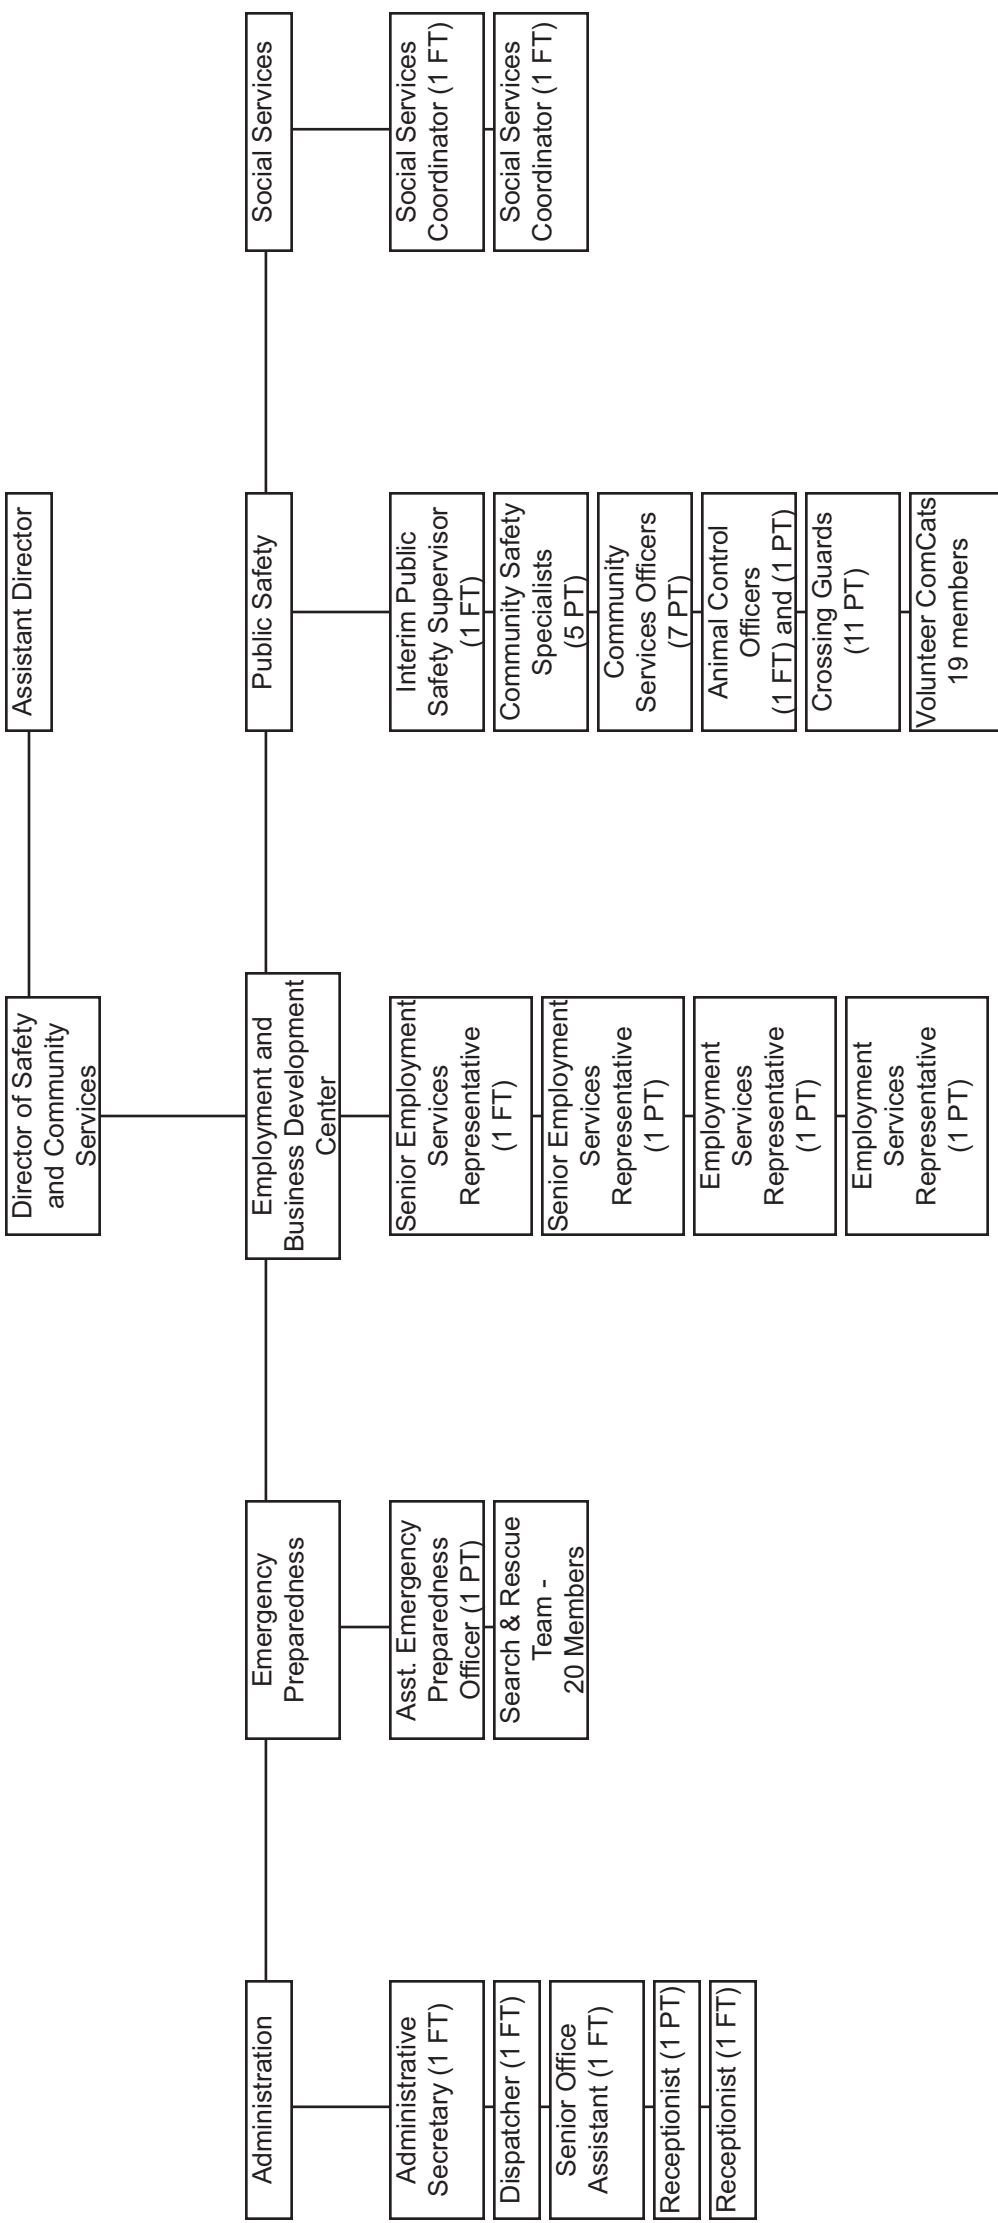 Director of Safety
and Community
Services
Assistant Director
Administration
Administrative
Secretary (1 FT)
Dispatcher (1 FT)
Senior Office
Assistant (1 FT)
Receptionist (1 PT)
Receptionist (1 FT)
Emergency
Preparedness
Asst. Emergency
Preparedness
Officer (1 PT)
Search & Rescue
Team -
20 Members
Employment and
Business Development
Center
Senior Employment
Services
Representative
(1 FT)
Senior Employment
Services
Representative
(1 PT)
Employment
Services
Representative
(1 PT)
Employment
Services
Representative
(1 PT)
Public Safety
Interim Public
Safety Supervisor
(1 FT)
Community Safety
Specialists
(5 PT)
Community
Services Officers
(7 PT)
Animal Control
Officers
(1 FT) and (1 PT)
Crossing Guards
(11 PT)
Volunteer ComCats
19 members
Social Services
Social Services
Coordinator (1 FT)
Social Services
Coordinator (1 FT)